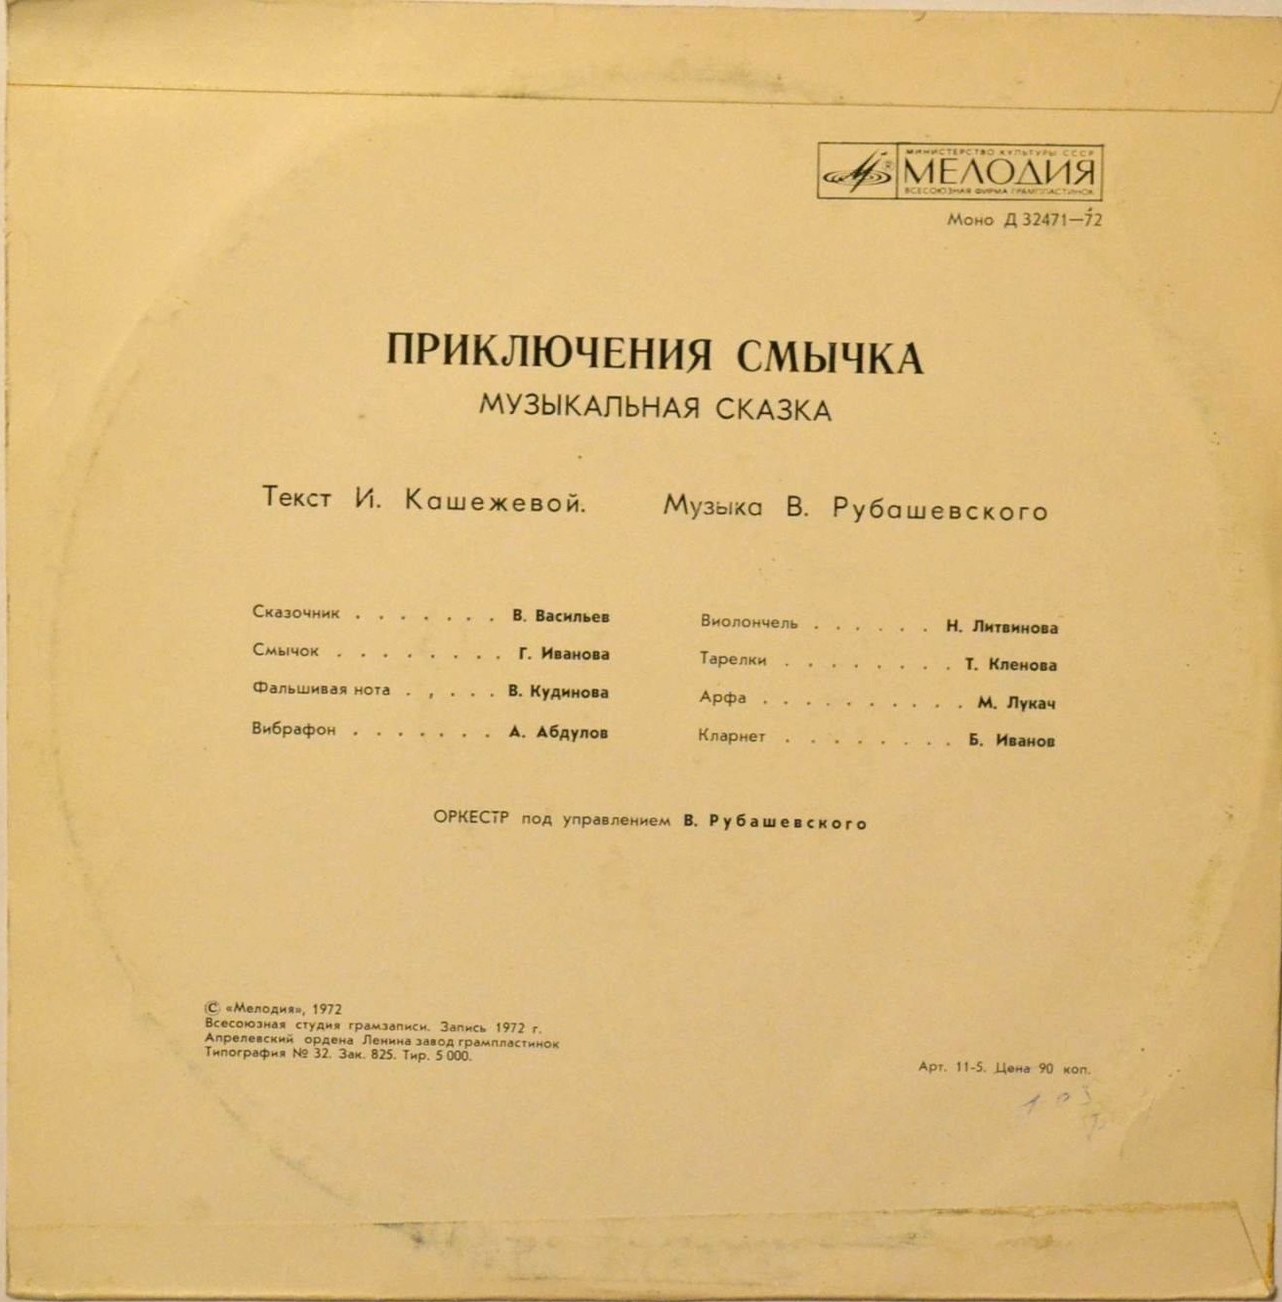 МИНИСТЕРСТВО КУЛЬТУРЫ СССР
МЕЛОДИЯ
ВСЕСОЮЗНАЯ ФИРМА ГРАМПЛАСТИНОК
Моно Д 32471—72
ПРИКЛЮЧЕНИЯ СМЫЧКА
МУЗЫКАЛЬНАЯ СКАЗКА
Текст И. Кашежевой. Музыка В. Рубашевского
Сказочник . . . . . . . В. Васильев
Смычок . . . . . . . . Г. Иванова
Фальшивая нота . , . . . В. Кудинова
Вибрафон . . . . . . . А. Абдулов
Виолончель . . . . . . Н. Литвинова
Тарелки . . . . . . . . Т. Кленова
Арфа . . . . . . . . . . М. Лукач
Кларнет . . . . . . . . Б. Иванов
ОРКЕСТР под управлением В. Рубашевского
© «Мелодия», 1972
Всесоюзная студия грамзаписи. Запись 1972 г.
Апрелевский ордена Ленина завод грампластинок
Типография № 32. Зак. 825. Тир. 5 000.
Арт. 11-5. Цена 90 коп.